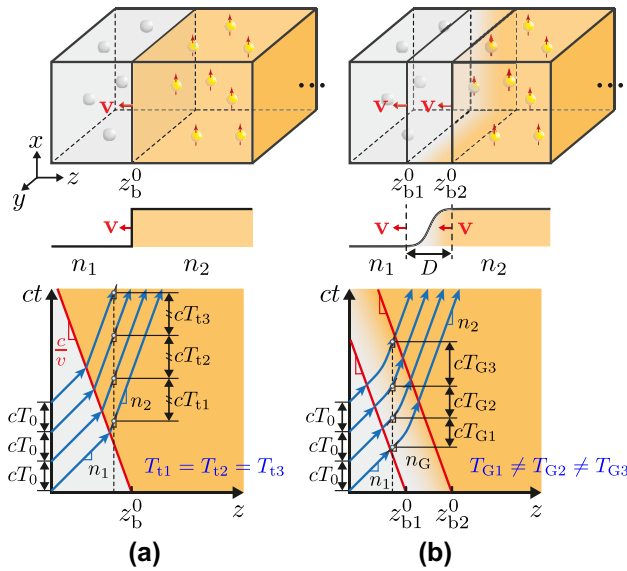 v
v v
...
...
x
y
z
z_b^0
z_b1^0 z_b2^0
v
v v
n_1 n_2
n_1 D n_2
ct
c/v
cT_t3
cT_t2
cT_t1
n_2
cT_0
cT_0
cT_0
n_1
T_t1 = T_t2 = T_t3
z_b^0
z
ct
n_2
cT_G3
cT_G2
cT_G1
cT_0
cT_0
cT_0
n_1
n_G
T_G1 ≠ T_G2 ≠ T_G3
z_b1^0 z_b2^0
z
(a) (b)